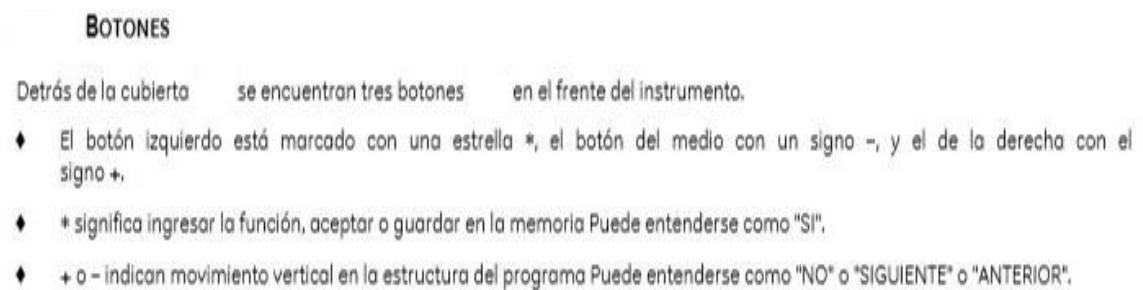 BOTONES
Detrás de la cubierta se encuentran tres botones en el frente del instrumento.
♦ El botón izquierdo está marcado con una estrella *, el botón del medio con un signo –, y el de la derecha con el
signo +.
♦ * significa ingresar la función, aceptar o guardar en la memoria Puede entenderse como "SI".
♦ + o – indican movimiento vertical en la estructura del programa Puede entenderse como "NO" o "SIGUIENTE" o "ANTERIOR".